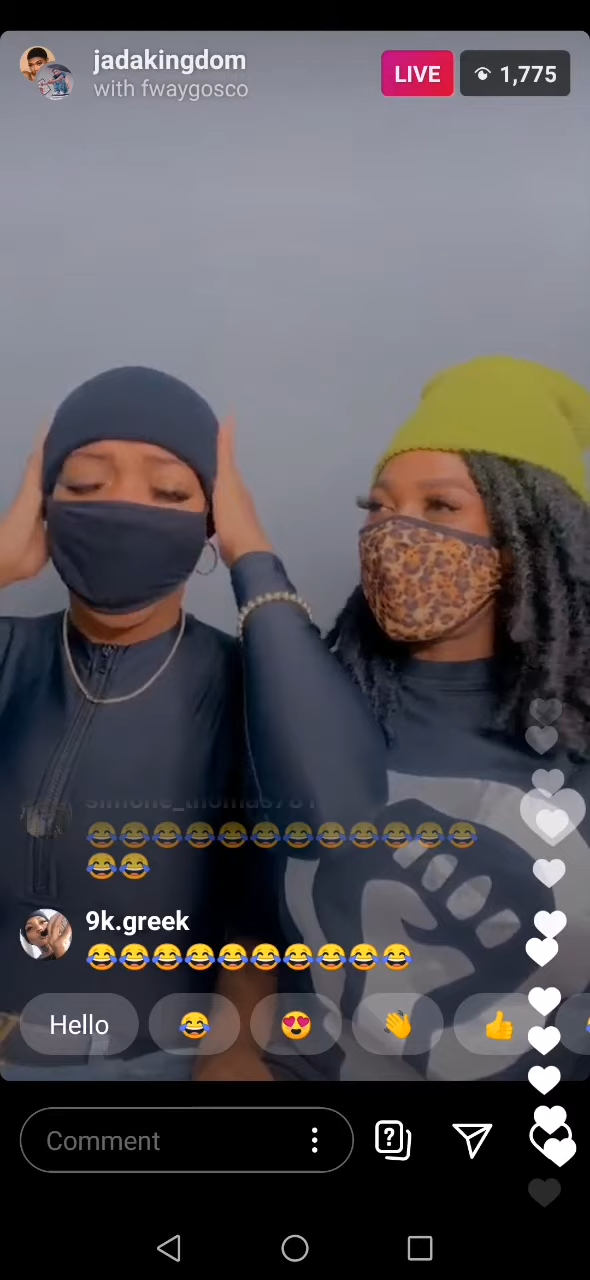 jadakingdom
with fwaygosco
LIVE
1,775
😂😂😂😂😂😂😂😂😂😂😂😂
😂😂
9k.greek
😂😂😂😂😂😂😂😂😂😂
Hello 😂 😍 👋 👍
Comment